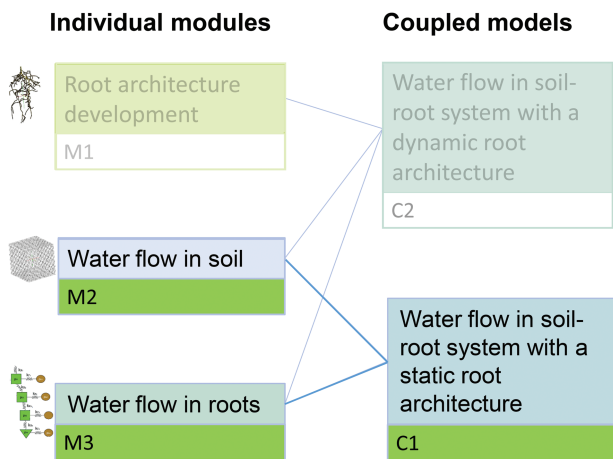 Individual modules
Coupled models
Root architecture
development
M1
Water flow in soil-
root system with a
dynamic root
architecture
C2
Water flow in soil
M2
Water flow in soil-
root system with a
static root
architecture
C1
Water flow in roots
M3